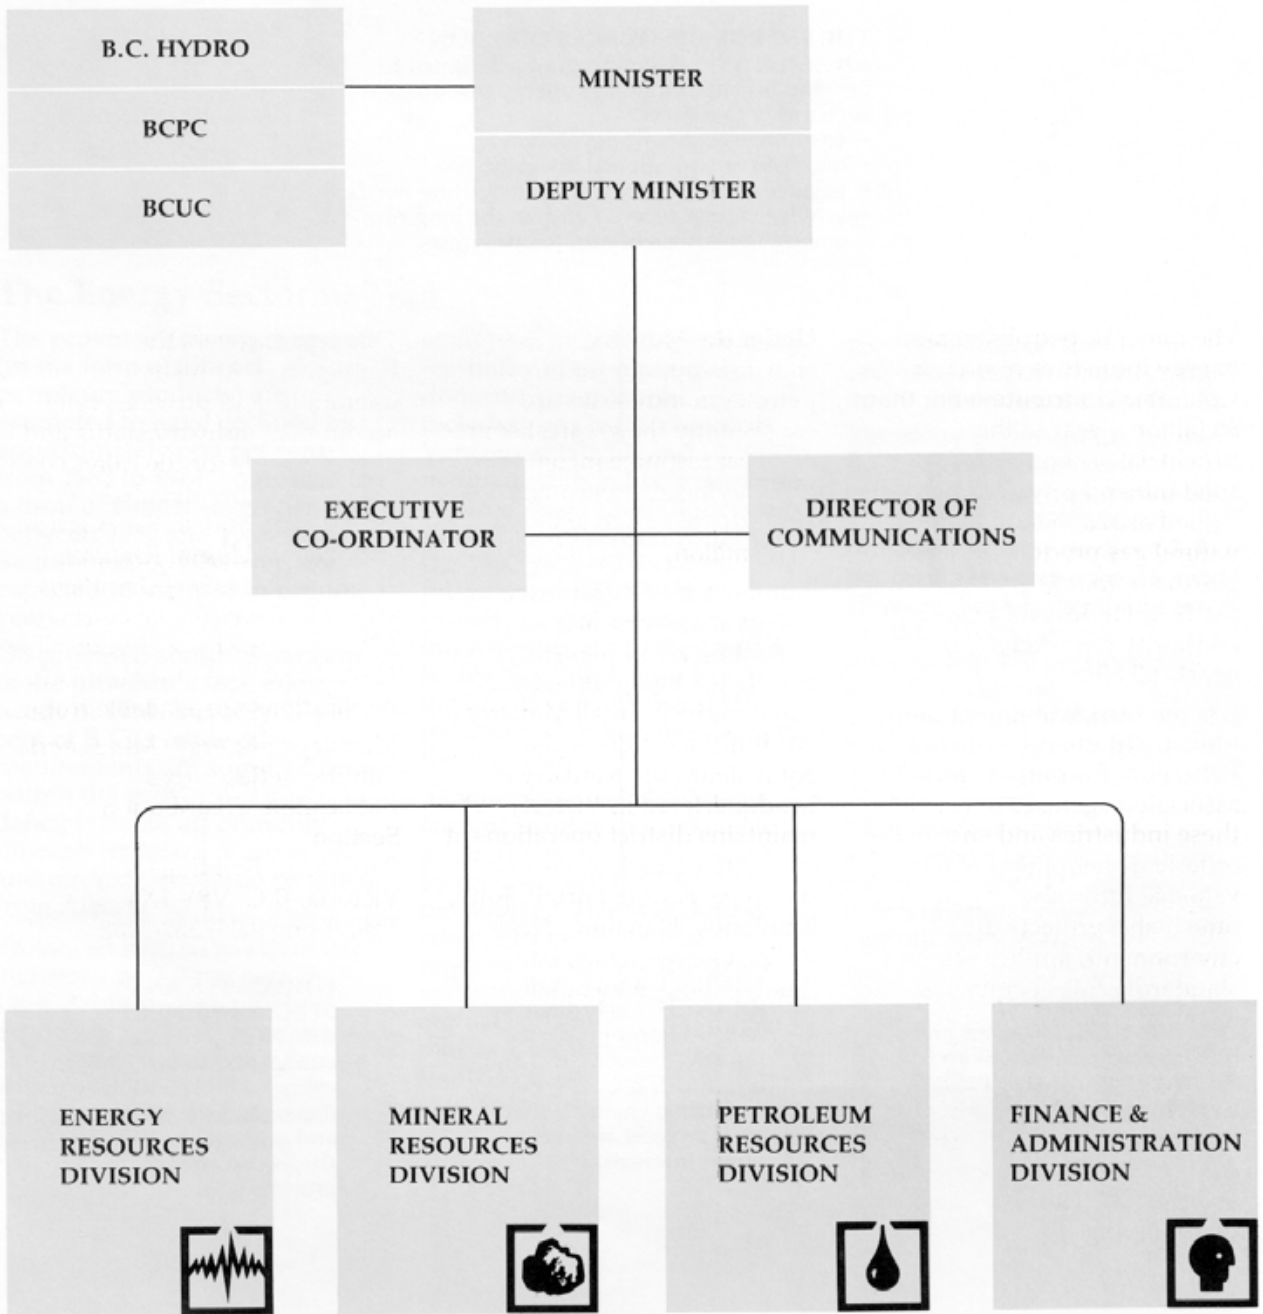 B.C. HYDRO
BCPC
BCUC
MINISTER
DEPUTY MINISTER
EXECUTIVE
CO-ORDINATOR
DIRECTOR OF
COMMUNICATIONS
ENERGY
RESOURCES
DIVISION
MINERAL
RESOURCES
DIVISION
PETROLEUM
RESOURCES
DIVISION
FINANCE &
ADMINISTRATION
DIVISION